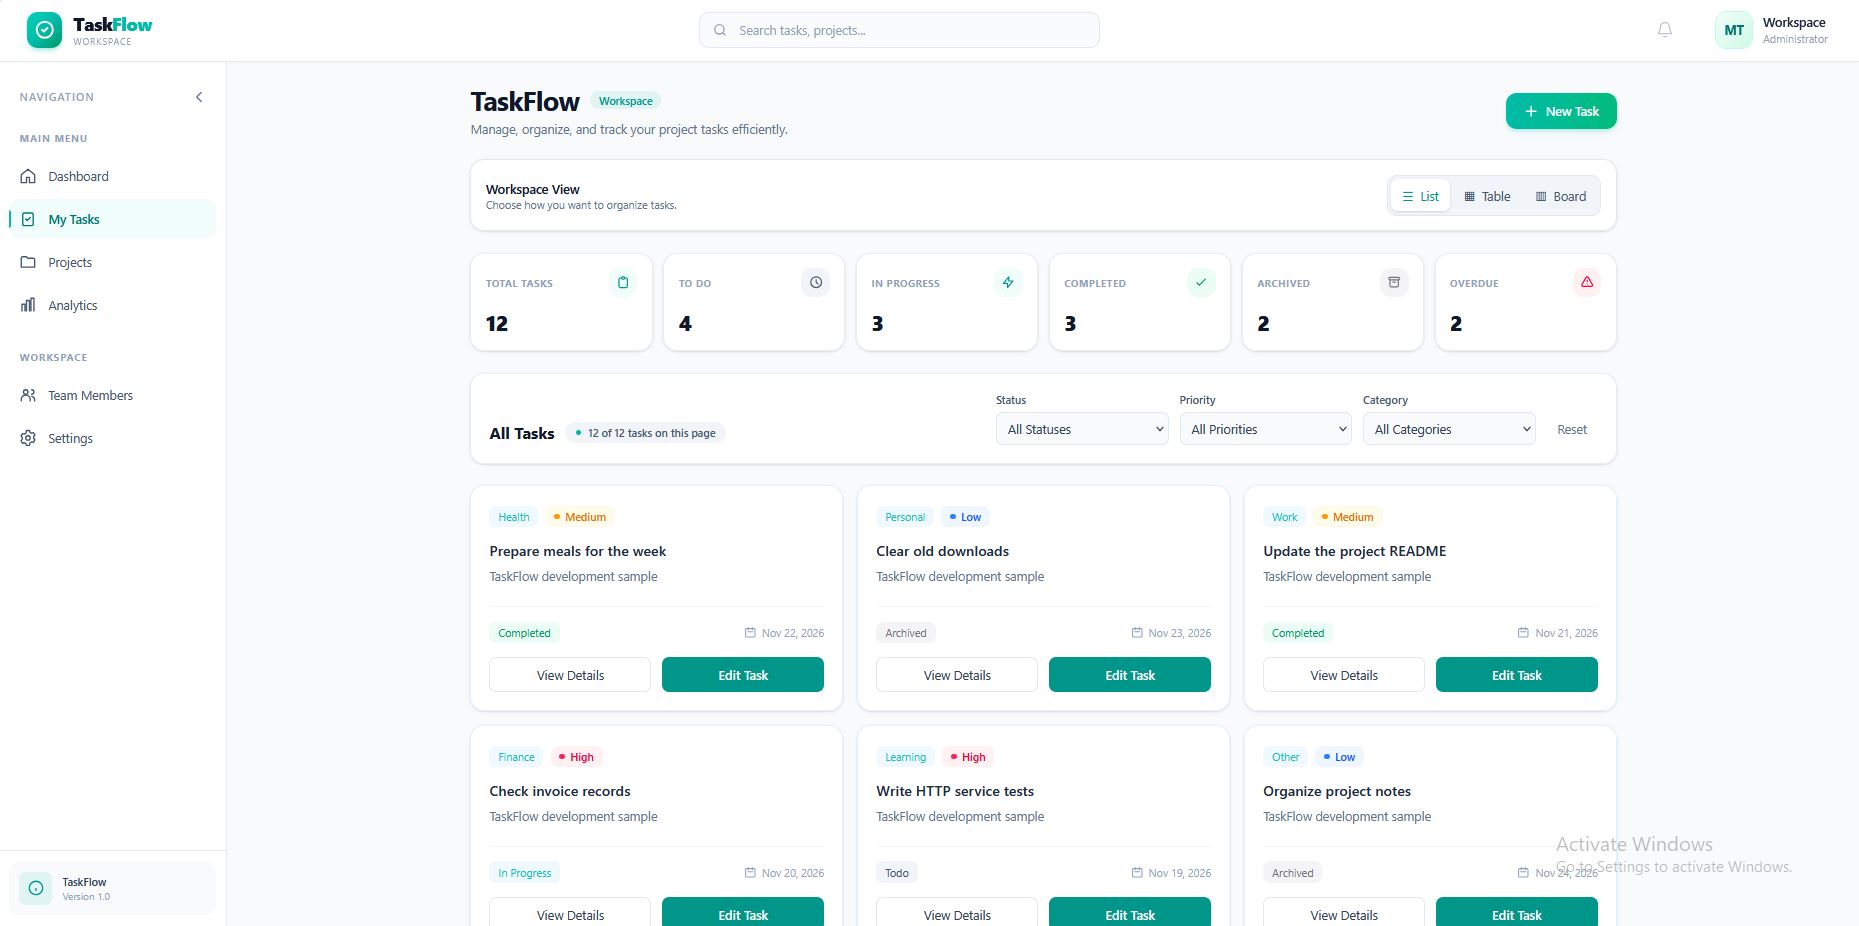 TaskFlow
WORKSPACE
Search tasks, projects...
MT
Workspace
Administrator
NAVIGATION
MAIN MENU
Dashboard
My Tasks
Projects
Analytics
WORKSPACE
Team Members
Settings
TaskFlow
Version 1.0
TaskFlow
Workspace
Manage, organize, and track your project tasks efficiently.
New Task
Workspace View
Choose how you want to organize tasks.
List
Table
Board
TOTAL TASKS
12
TO DO
4
IN PROGRESS
3
COMPLETED
3
ARCHIVED
2
OVERDUE
2
All Tasks
12 of 12 tasks on this page
Status
All Statuses
Priority
All Priorities
Category
All Categories
Reset
Health
Medium
Prepare meals for the week
TaskFlow development sample
Completed
Nov 22, 2026
View Details
Edit Task
Personal
Low
Clear old downloads
TaskFlow development sample
Archived
Nov 23, 2026
View Details
Edit Task
Work
Medium
Update the project README
TaskFlow development sample
Completed
Nov 21, 2026
View Details
Edit Task
Finance
High
Check invoice records
TaskFlow development sample
In Progress
Nov 20, 2026
View Details
Edit Task
Learning
High
Write HTTP service tests
TaskFlow development sample
Todo
Nov 19, 2026
View Details
Edit Task
Other
Low
Organize project notes
TaskFlow development sample
Archived
Nov 24, 2026
View Details
Edit Task
Activate Windows
Go to Settings to activate Windows.